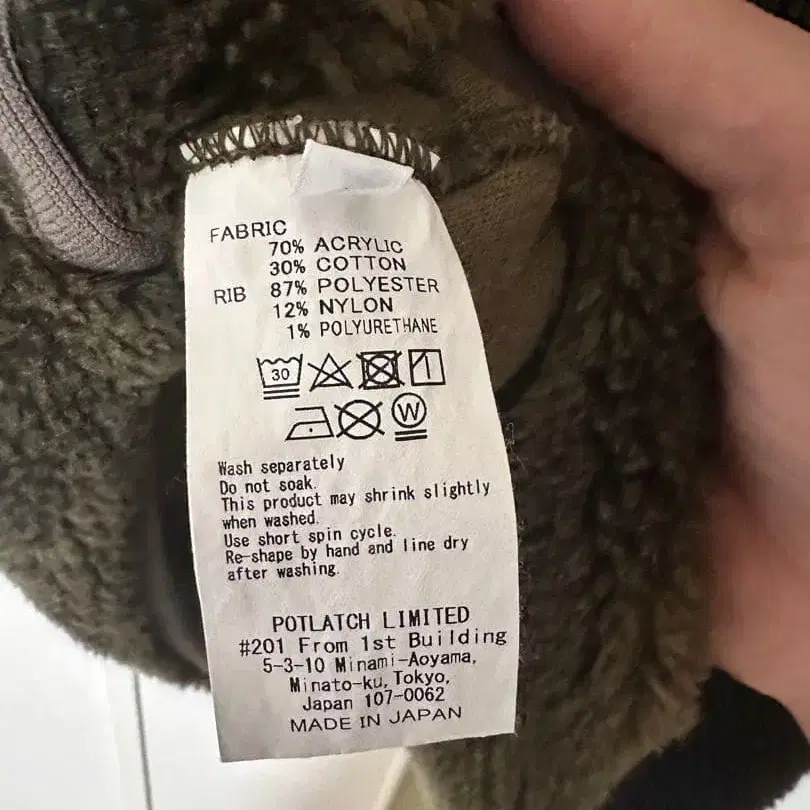 FABRIC
70% ACRYLIC
30% COTTON
RIB 87% POLYESTER
12% NYLON
1% POLYURETHANE
30
W
Wash separately
Do not soak.
This product may shrink slightly
when washed.
Use short spin cycle.
Re-shape by hand and line dry
after washing.
POTLATCH LIMITED
#201 From 1st Building
5-3-10 Minami-Aoyama,
Minato-ku, Tokyo,
Japan 107-0062
MADE IN JAPAN